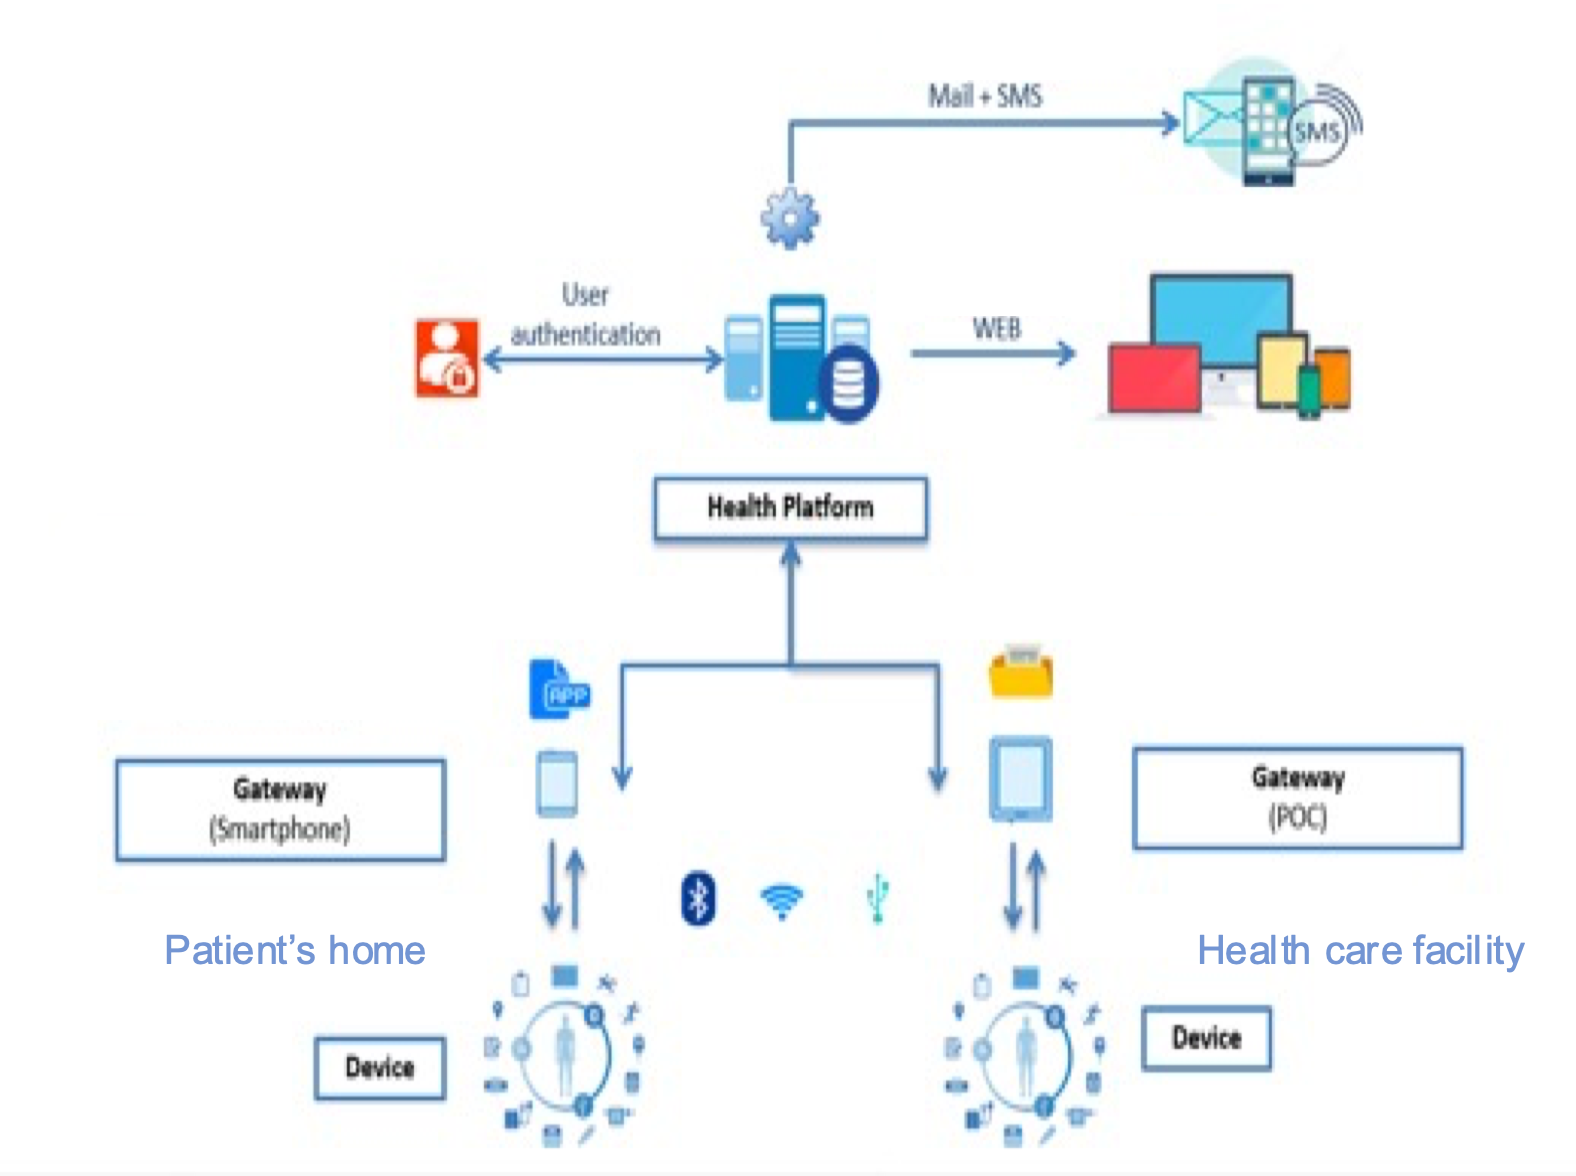 Mail + SMS
SMS
User
authentication
WEB
Health Platform
APP
Gateway
(Smartphone)
Gateway
(POC)
Patient’s home
Health care facility
Device
Device